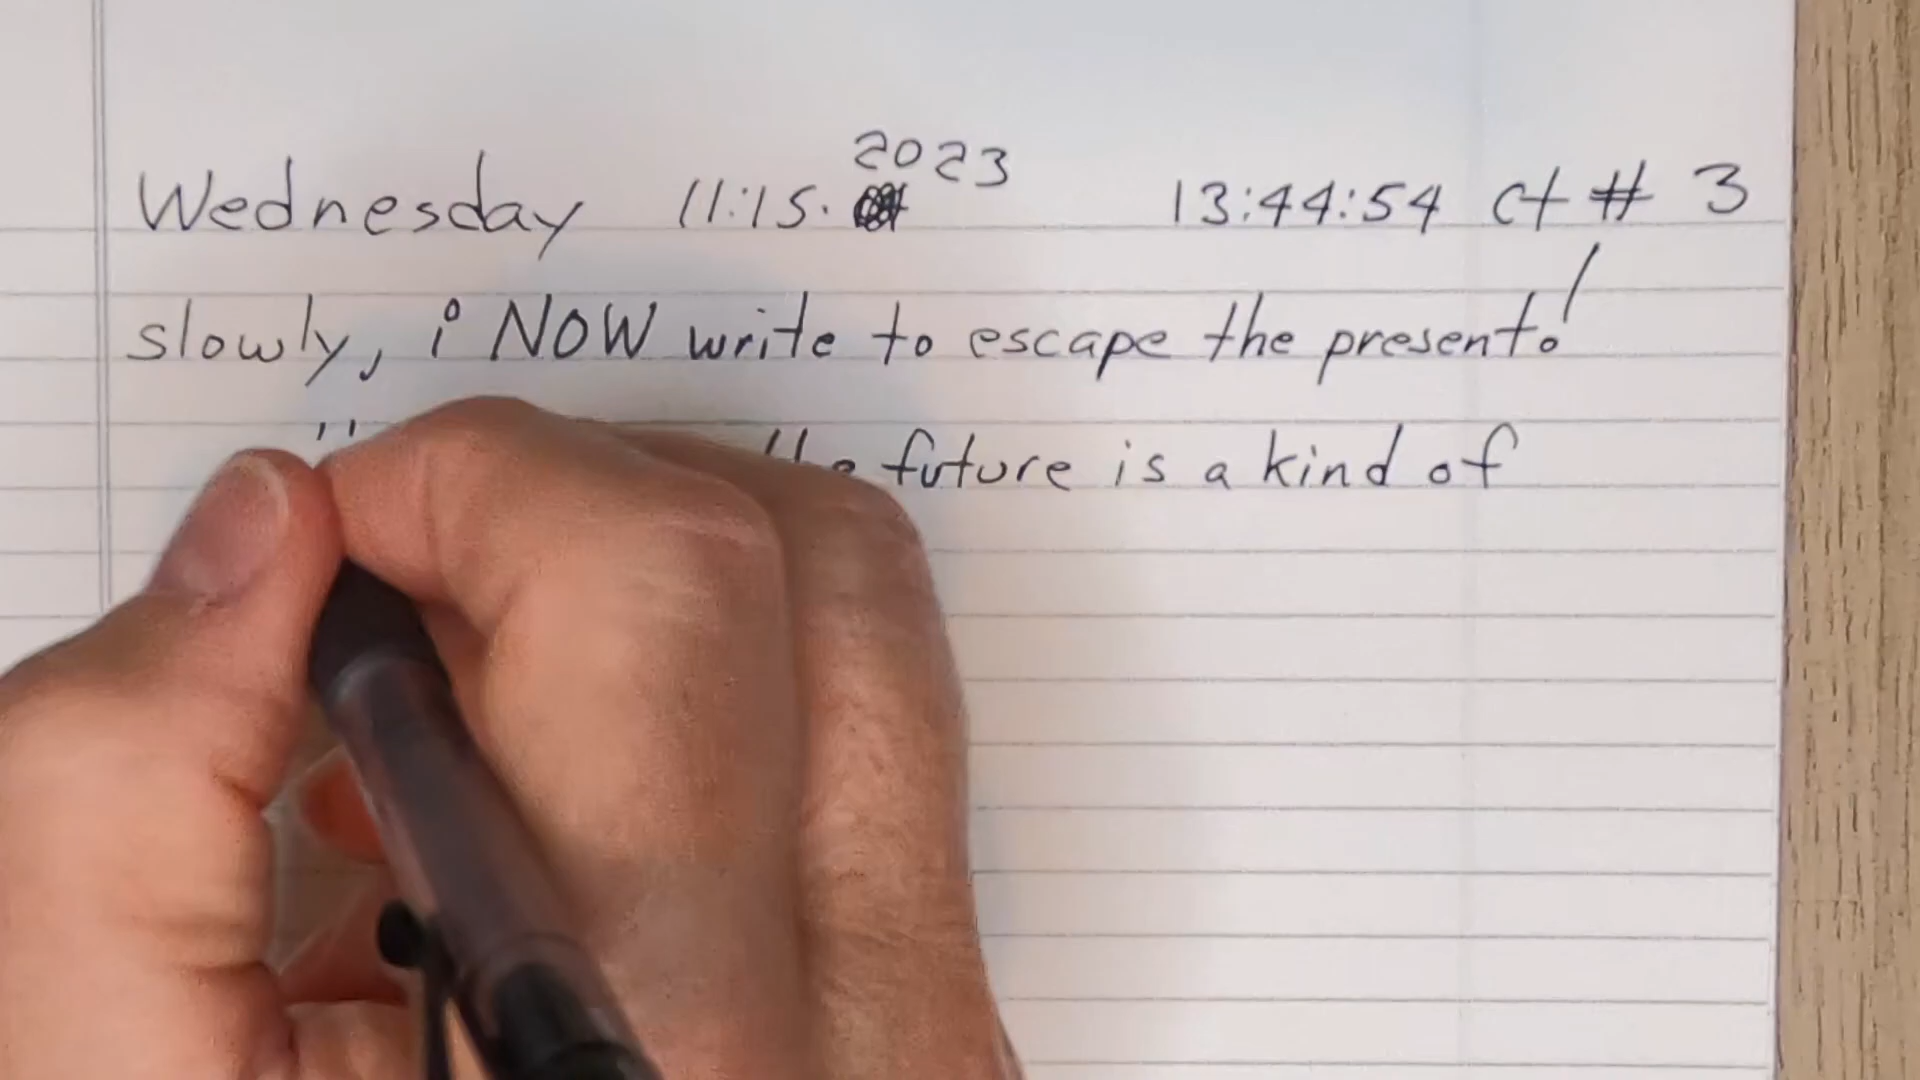 2023
Wednesday 11:15. 13:44:54 ct # 3
slowly, i NOW write to escape the present!
" the future is a kind of